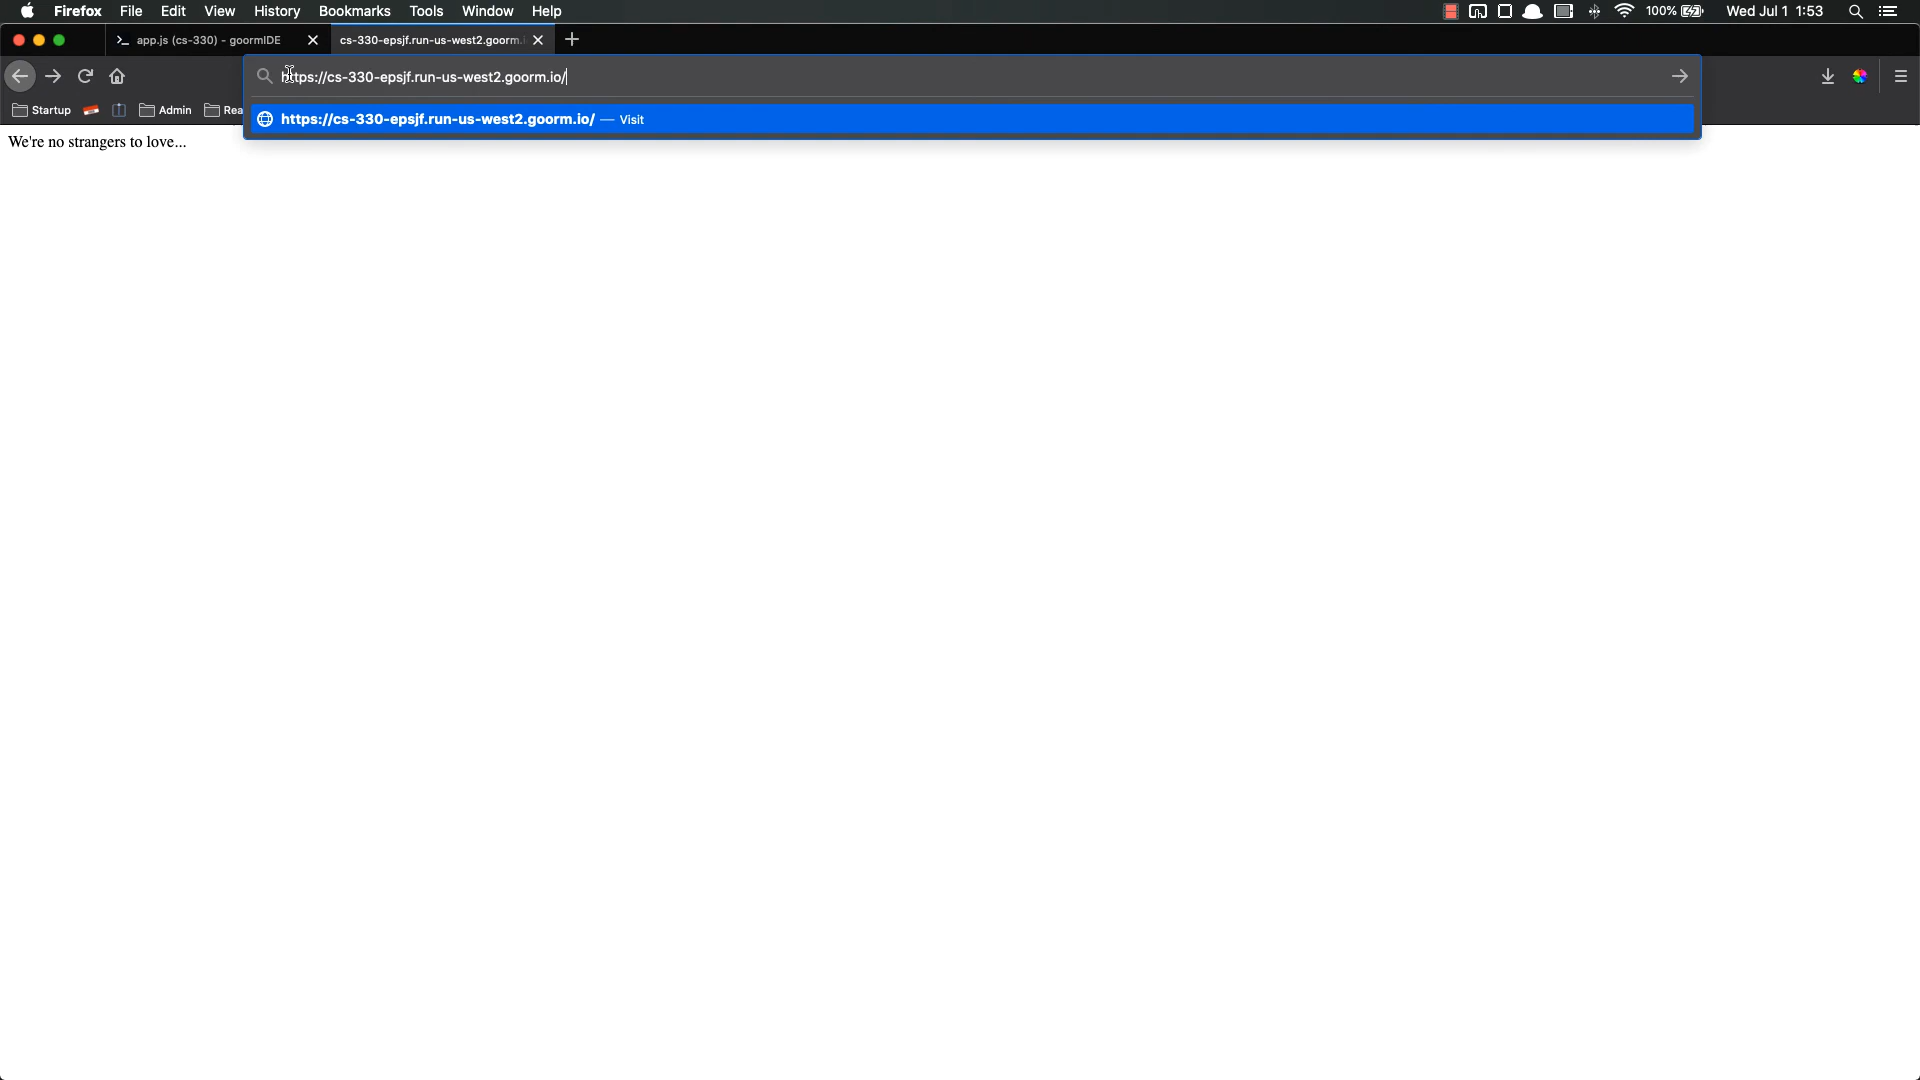 Firefox File Edit View History Bookmarks Tools Window Help 100% Wed Jul 1 1:53
app.js (cs-330) - goormIDE cs-330-epsjf.run-us-west2.goorm.
https://cs-330-epsjf.run-us-west2.goorm.io/
Startup Admin Rea https://cs-330-epsjf.run-us-west2.goorm.io/ — Visit
We're no strangers to love...